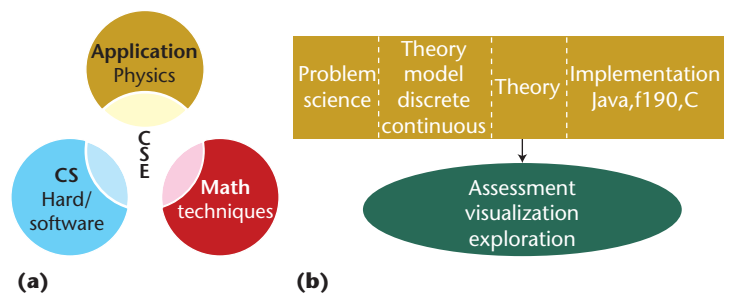 Application
Physics
C
S
E
CS
Hard/
software
Math
techniques
(a)
Problem
science
Theory
model
discrete
continuous
Theory
Implementation
Java,f190,C
Assessment
visualization
exploration
(b)